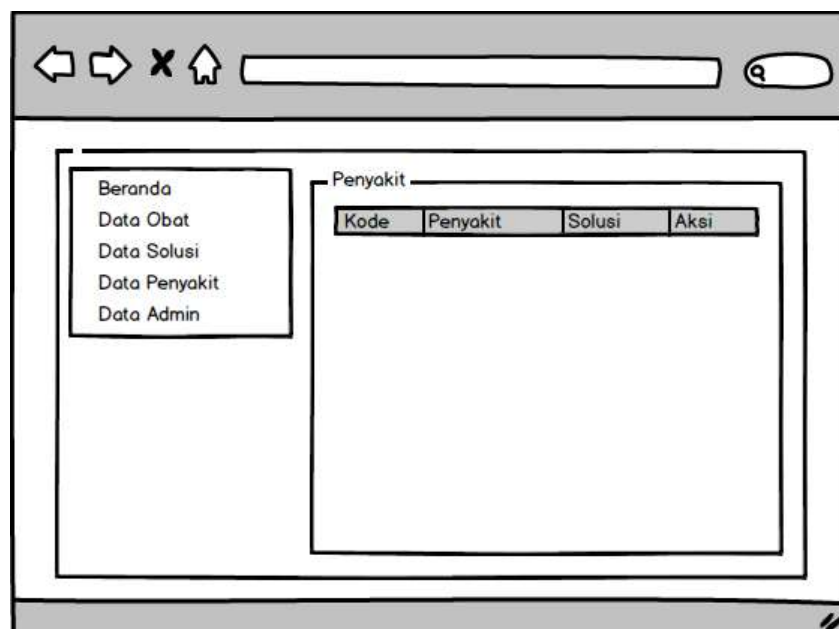 Beranda
Data Obat
Data Solusi
Data Penyakit
Data Admin
Penyakit
Kode Penyakit Solusi Aksi